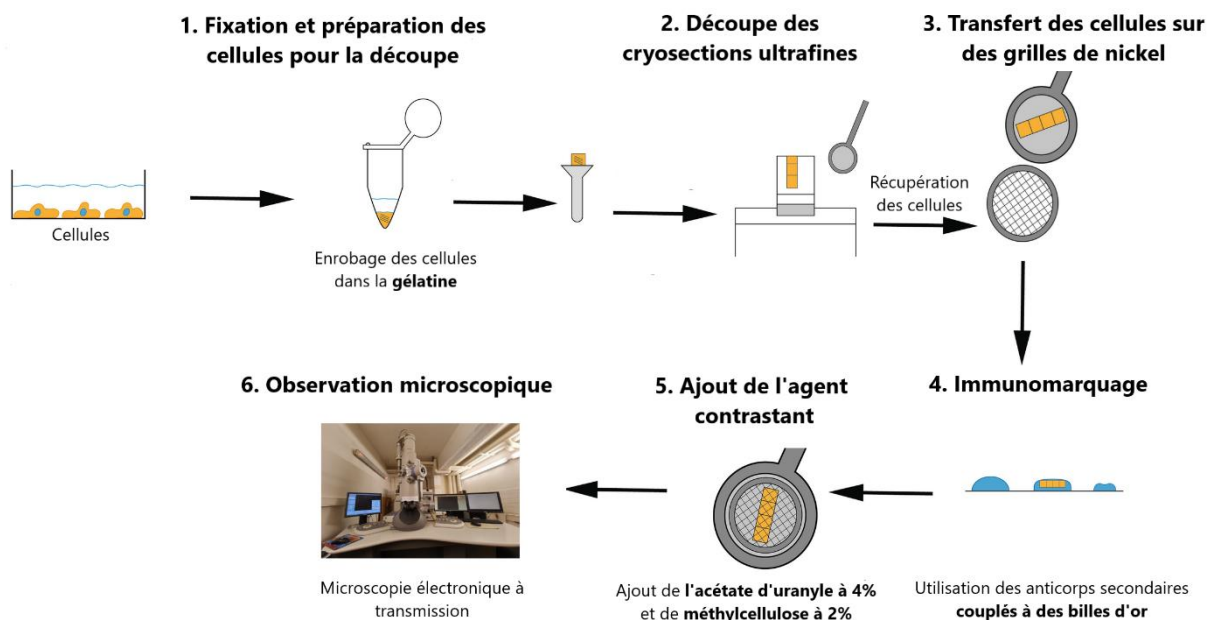 1. Fixation et préparation des
cellules pour la découpe
2. Découpe des
cryosections ultrafines
3. Transfert des cellules sur
des grilles de nickel
Cellules
Enrobage des cellules
dans la gélatine
Récupération
des cellules
6. Observation microscopique
5. Ajout de l'agent
contrastant
4. Immunomarquage
Microscopie électronique à
transmission
Ajout de l'acétate d'uranyle à 4%
et de méthylcellulose à 2%
Utilisation des anticorps secondaires
couplés à des billes d'or